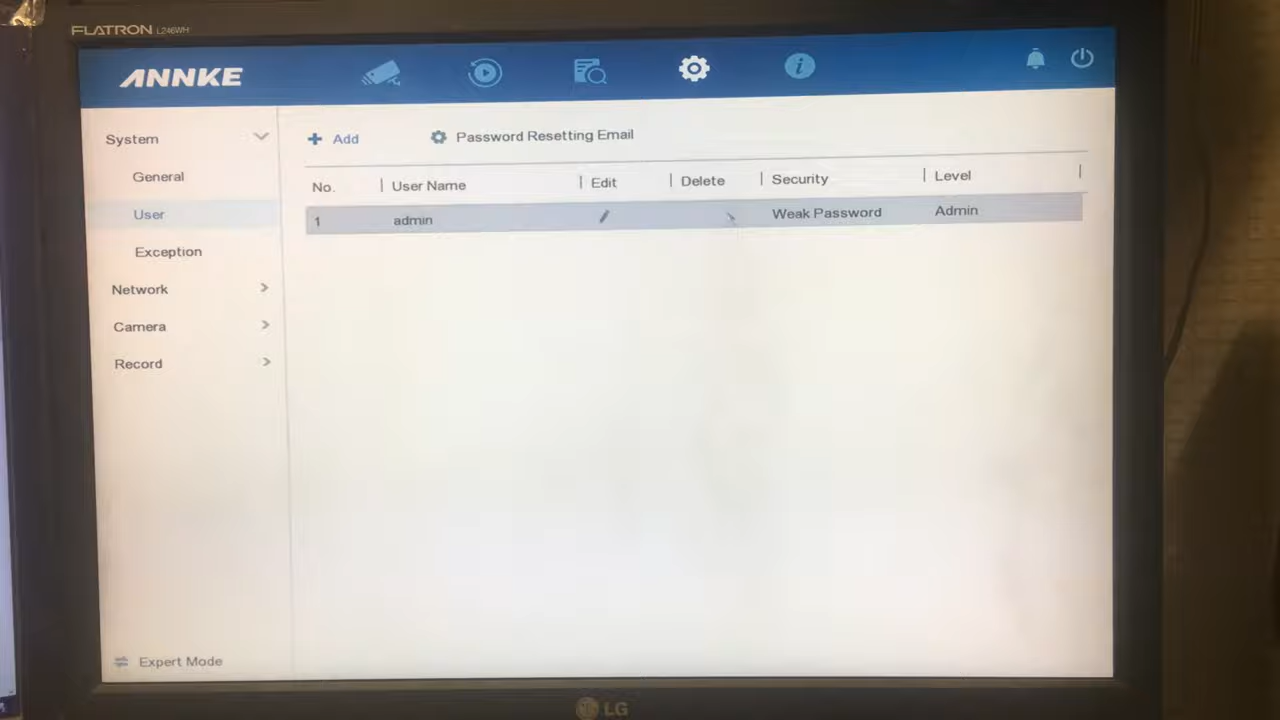 FLATRON L246WH
ANNKE
System
General
User
Exception
Network
Camera
Record
Expert Mode
Add Password Resetting Email
No. User Name Edit Delete Security Level
1 admin Weak Password Admin
LG